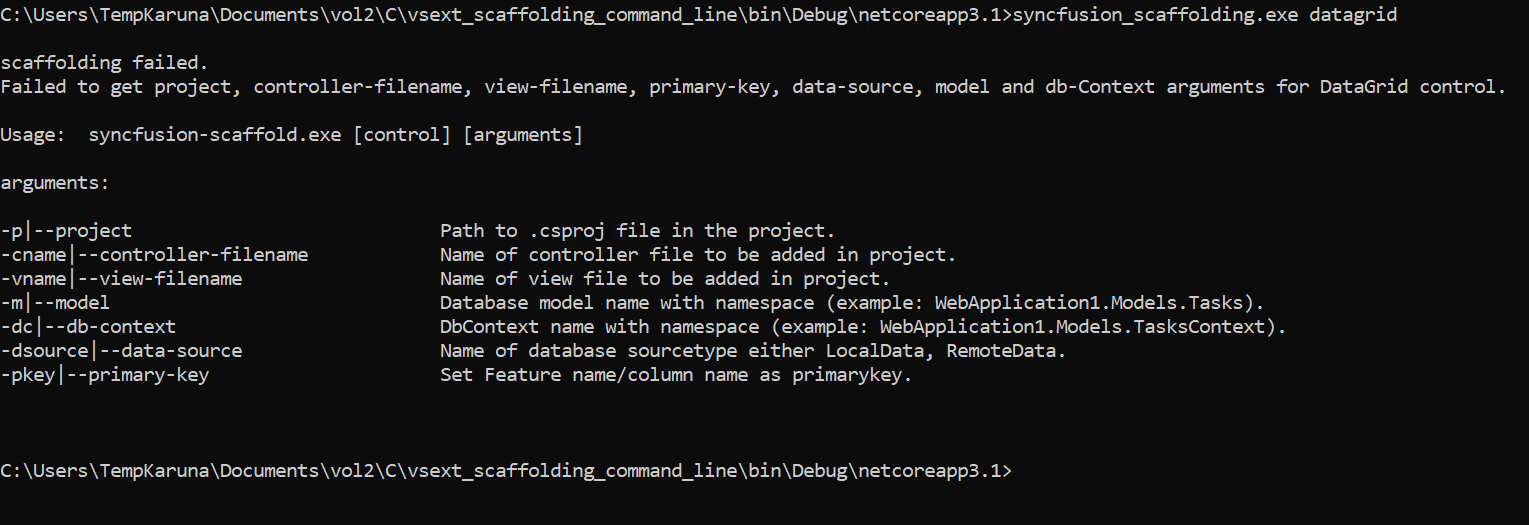 C:\Users\TempKaruna\Documents\vol2\C\vsext_scaffolding_command_line\bin\Debug\netcoreapp3.1>syncfusion_scaffolding.exe datagrid
scaffolding failed.
Failed to get project, controller-filename, view-filename, primary-key, data-source, model and db-Context arguments for DataGrid control.
Usage:  syncfusion-scaffold.exe [control] [arguments]
arguments:
-p|--project                            Path to .csproj file in the project.
-cname|--controller-filename            Name of controller file to be added in project.
-vname|--view-filename                  Name of view file to be added in project.
-m|--model                              Database model name with namespace (example: WebApplication1.Models.Tasks).
-dc|--db-context                        DbContext name with namespace (example: WebApplication1.Models.TasksContext).
-dsource|--data-source                  Name of database sourcetype either LocalData, RemoteData.
-pkey|--primary-key                     Set Feature name/column name as primarykey.
C:\Users\TempKaruna\Documents\vol2\C\vsext_scaffolding_command_line\bin\Debug\netcoreapp3.1>